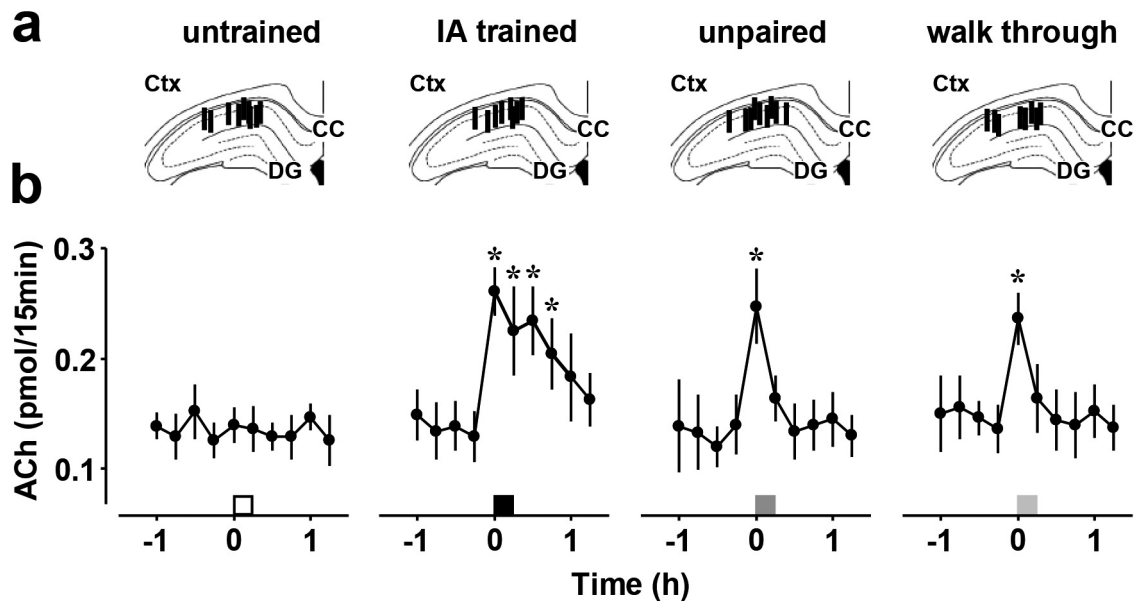 a
untrained IA trained unpaired walk through
Ctx Ctx Ctx Ctx
CC CC CC CC
DG DG DG DG
b
ACh (pmol/15min)
0.3
0.2
0.1
* * * * * *
-1 0 1 -1 0 1 -1 0 1 -1 0 1
Time (h)